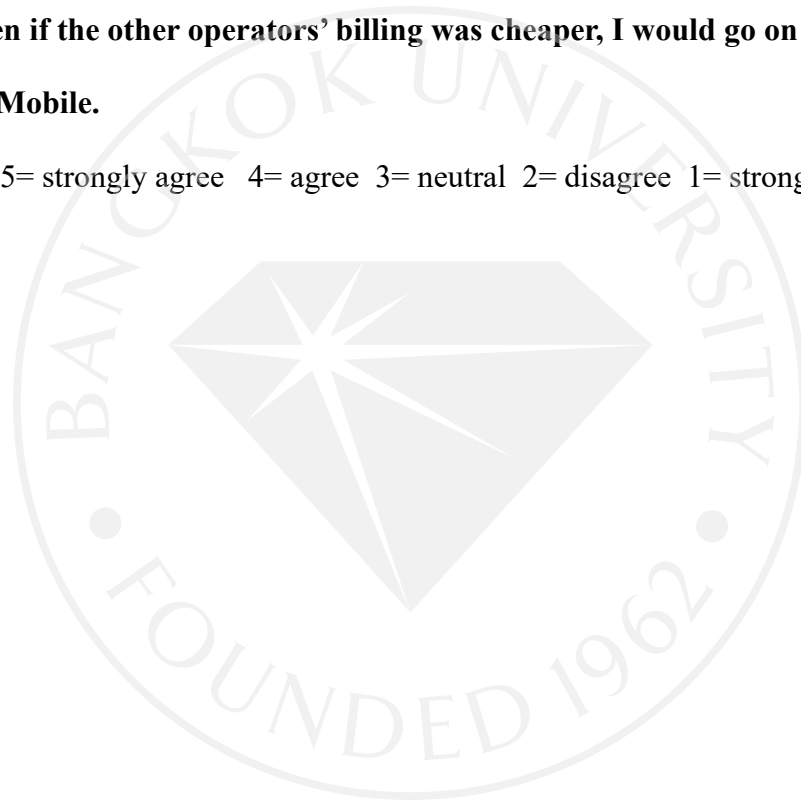 en if the other operators’ billing was cheaper, I would go on
Mobile.
5= strongly agree 4= agree 3= neutral 2= disagree 1= strong
BANGKOK UNIVERSITY
FOUNDED 1962